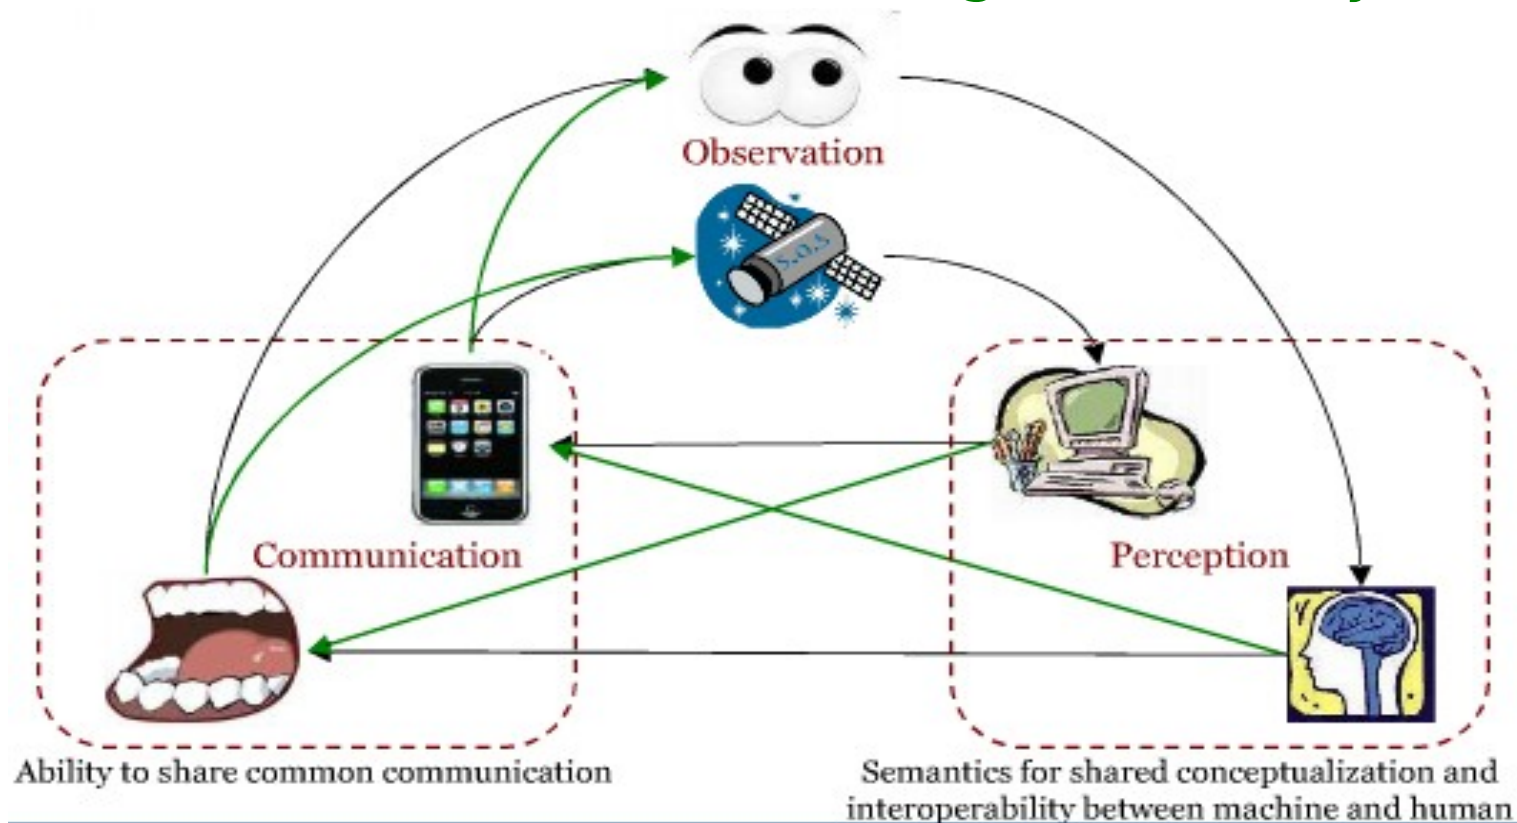 Observation
S.O.S
Communication
Perception
Ability to share common communication
Semantics for shared conceptualization and
interoperability between machine and human